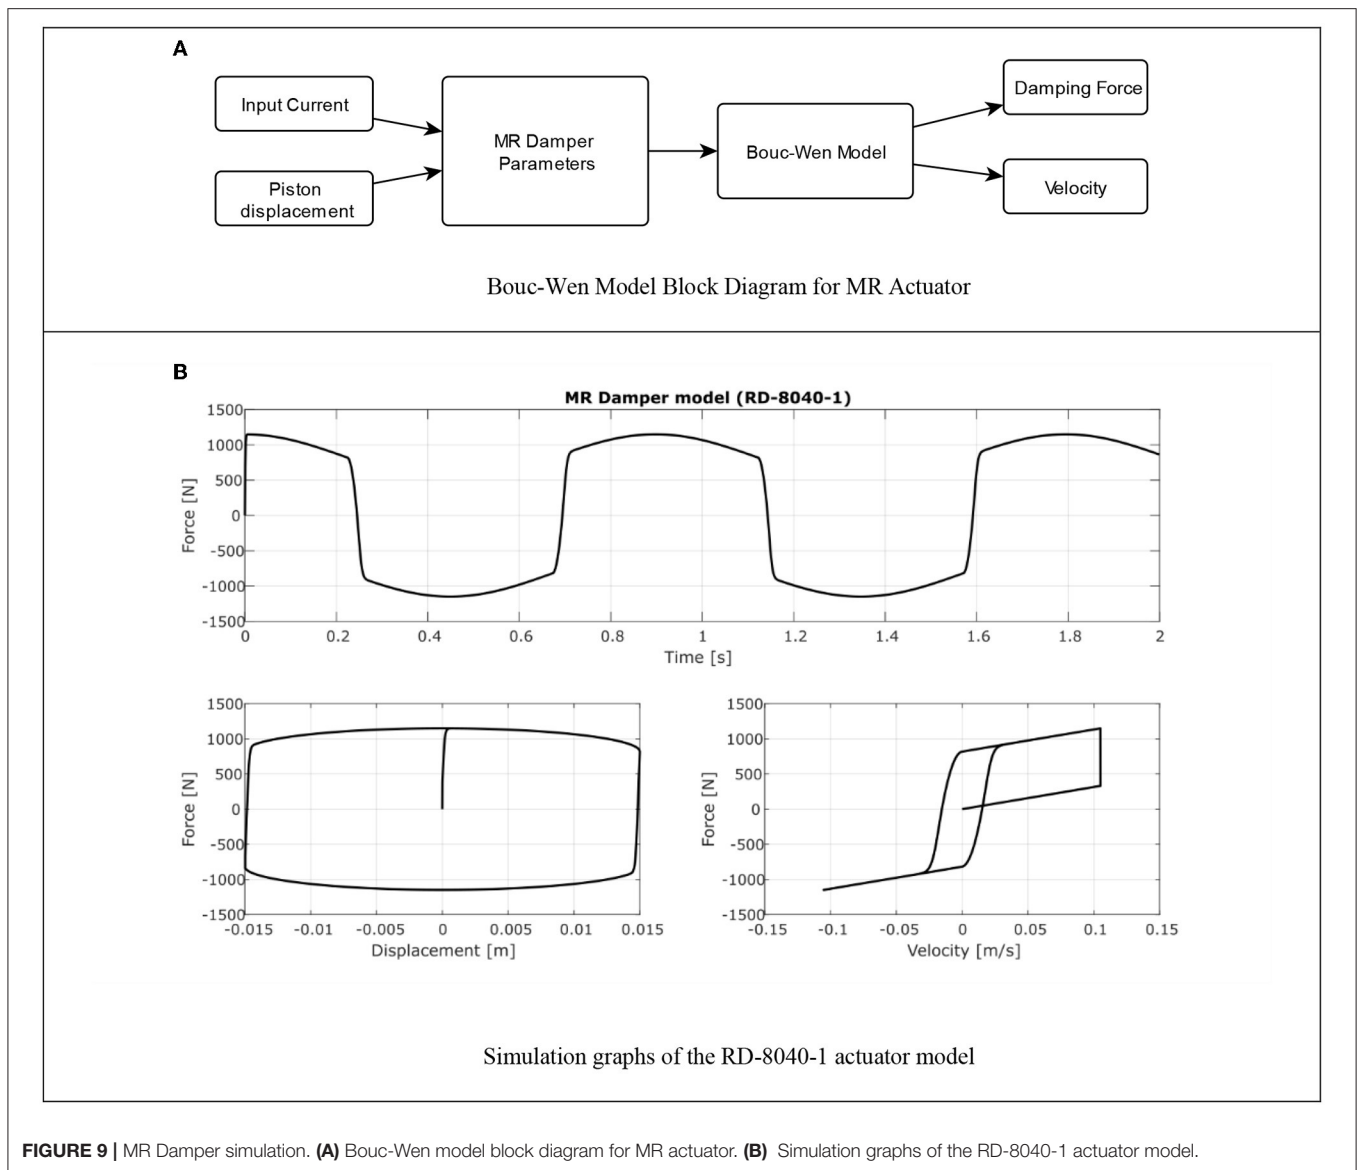 A
Input Current
Piston
displacement
MR Damper
Parameters
Bouc-Wen Model
Damping Force
Velocity
Bouc-Wen Model Block Diagram for MR Actuator
B
MR Damper model (RD-8040-1)
1500
1000
500
0
-500
-1000
-1500
Force [N]
0 0.2 0.4 0.6 0.8 1 1.2 1.4 1.6 1.8 2
Time [s]
1500
1000
500
0
-500
-1000
-1500
Force [N]
-0.015 -0.01 -0.005 0 0.005 0.01 0.015
Displacement [m]
1500
1000
500
0
-500
-1000
-1500
Force [N]
-0.15 -0.1 -0.05 0 0.05 0.1 0.15
Velocity [m/s]
Simulation graphs of the RD-8040-1 actuator model
FIGURE 9 | MR Damper simulation. (A) Bouc-Wen model block diagram for MR actuator. (B) Simulation graphs of the RD-8040-1 actuator model.